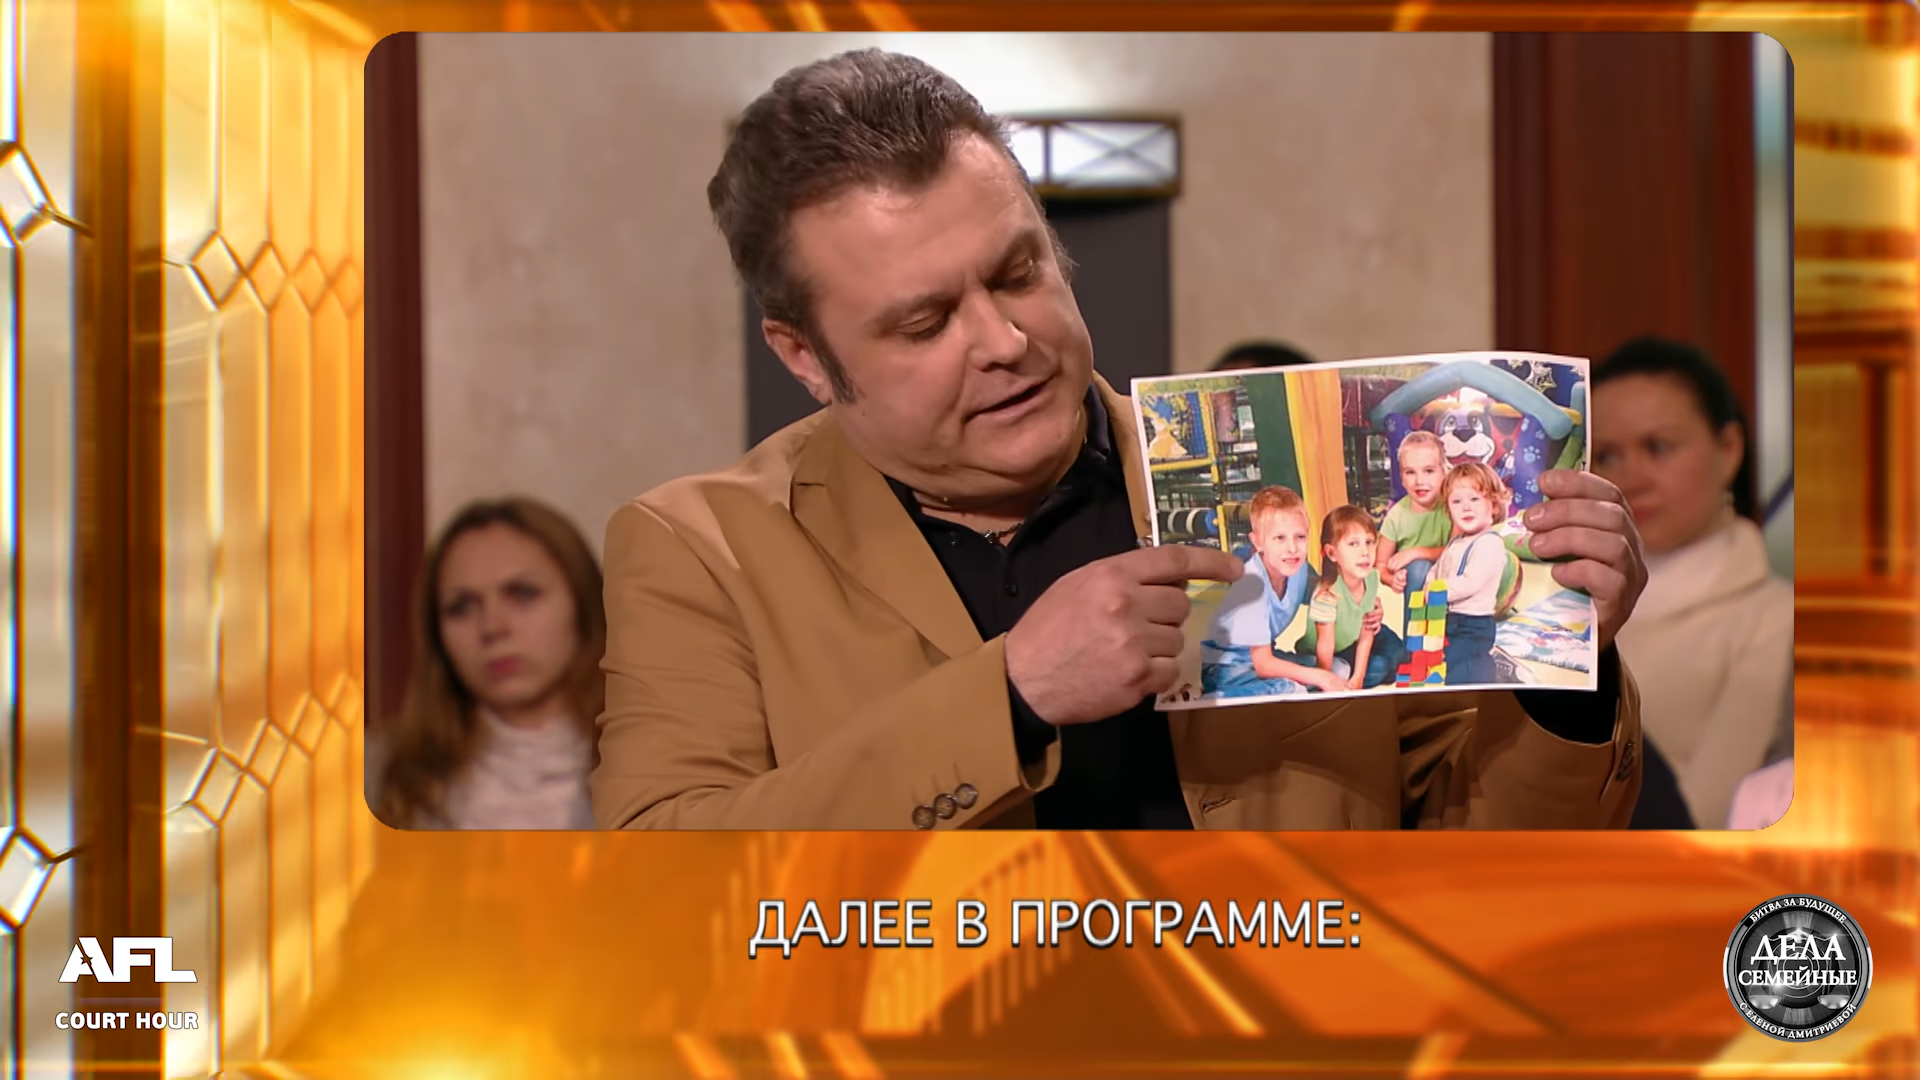 ДАЛЕЕ В ПРОГРАММЕ:
AFL
COURT HOUR
БИТВА ЗА БУДУЩЕЕ
ДЕЛА
СЕМЕЙНЫЕ
С ЕЛЕНОЙ ДМИТРИЕВОЙ